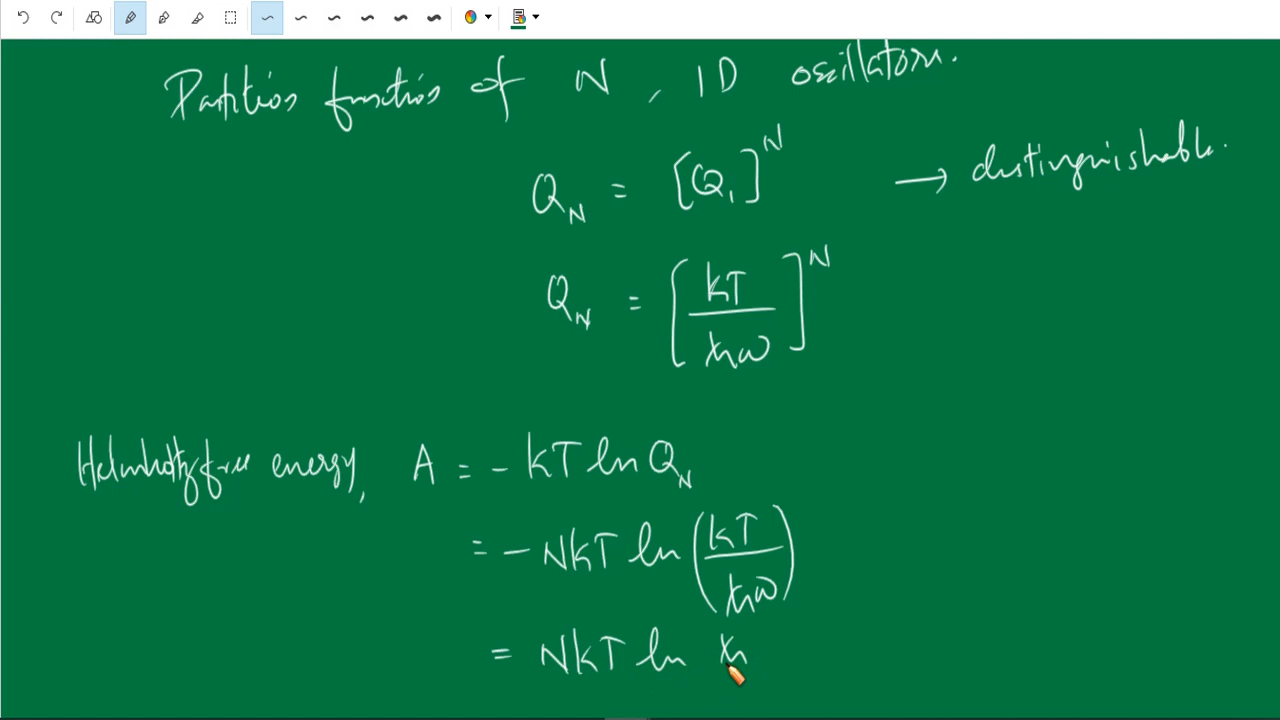 Partition function of N, 1D oscillators.
Q_N = [Q_1]^N → distinguishable.
Q_N = [kT / ħω]^N
Helmholtz free energy, A = - kT ln Q_N
= - NkT ln (kT / ħω)
= NkT ln ħ